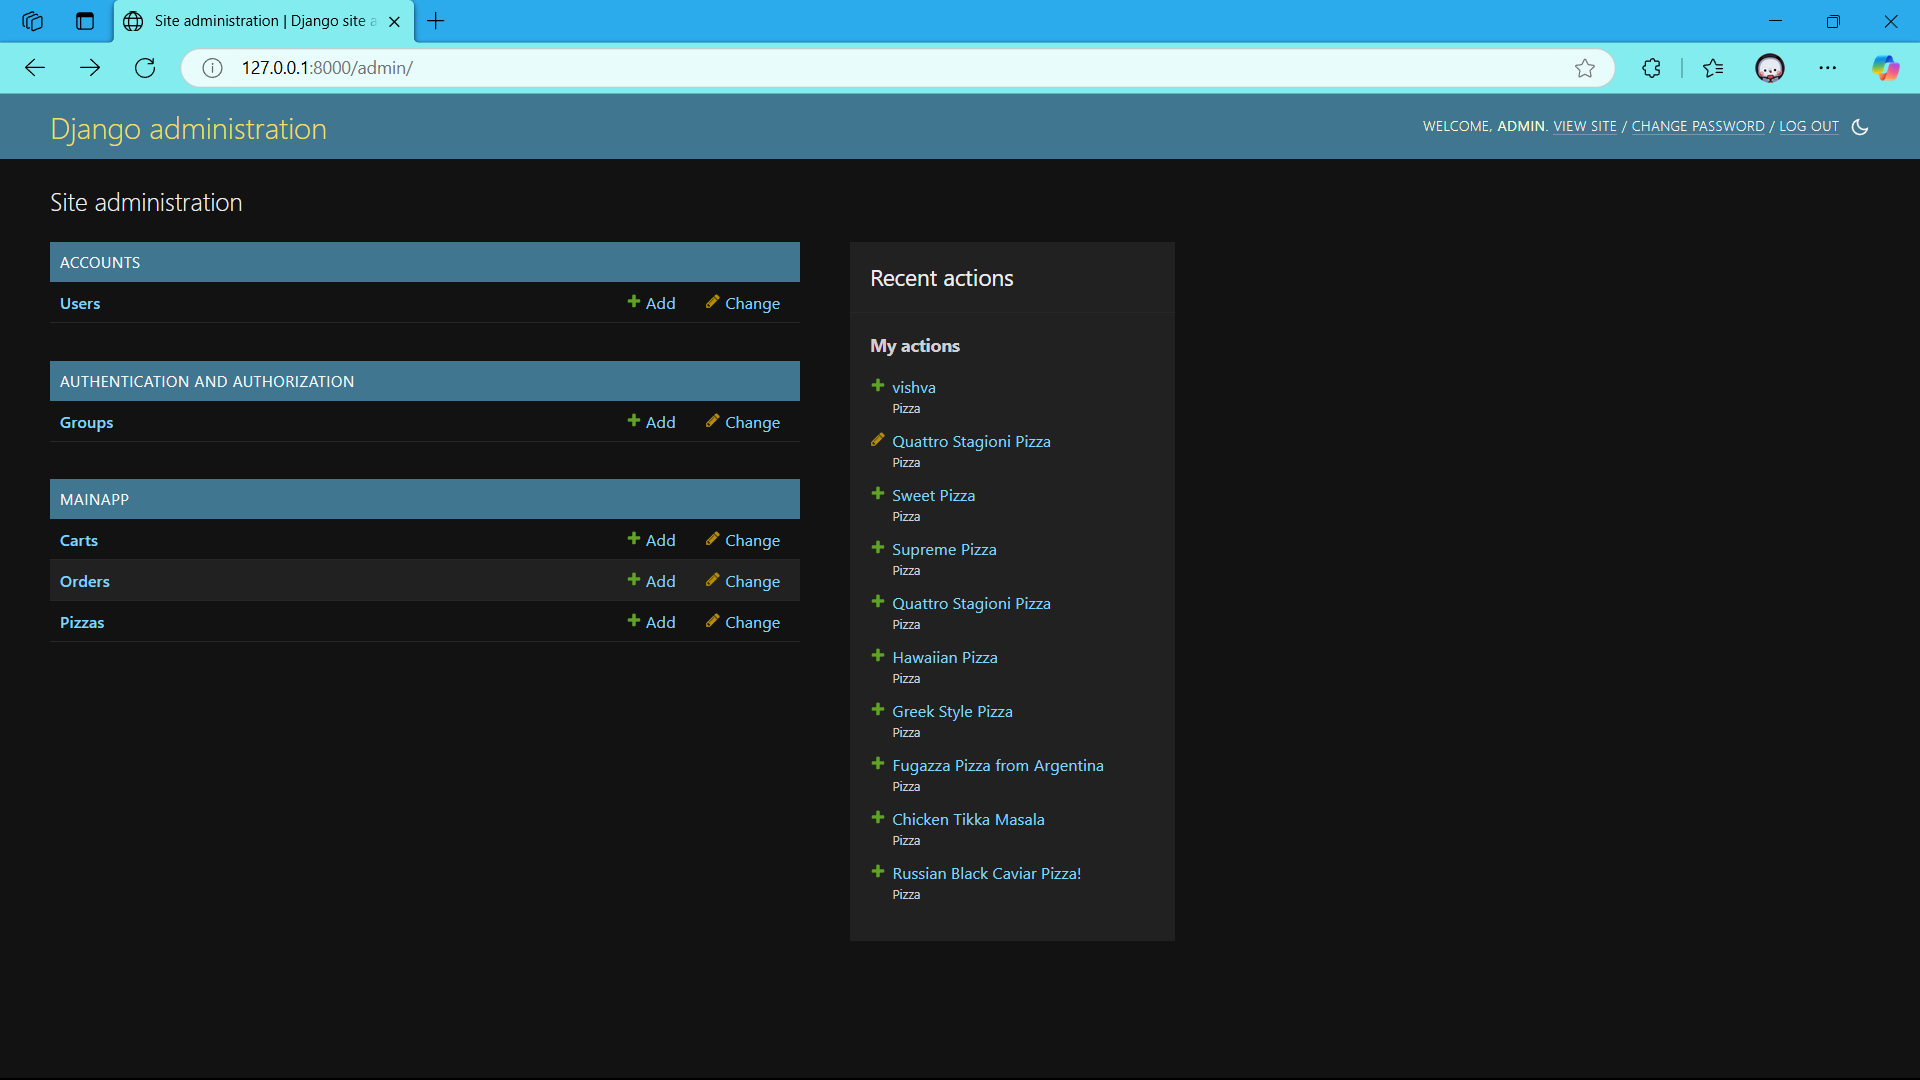 Site administration | Django site a
127.0.0.1:8000/admin/
Django administration
WELCOME, ADMIN. VIEW SITE / CHANGE PASSWORD / LOG OUT
Site administration
ACCOUNTS
Users Add Change
AUTHENTICATION AND AUTHORIZATION
Groups Add Change
MAINAPP
Carts Add Change
Orders Add Change
Pizzas Add Change
Recent actions
My actions
vishva
Pizza
Quattro Stagioni Pizza
Pizza
Sweet Pizza
Pizza
Supreme Pizza
Pizza
Quattro Stagioni Pizza
Pizza
Hawaiian Pizza
Pizza
Greek Style Pizza
Pizza
Fugazza Pizza from Argentina
Pizza
Chicken Tikka Masala
Pizza
Russian Black Caviar Pizza!
Pizza